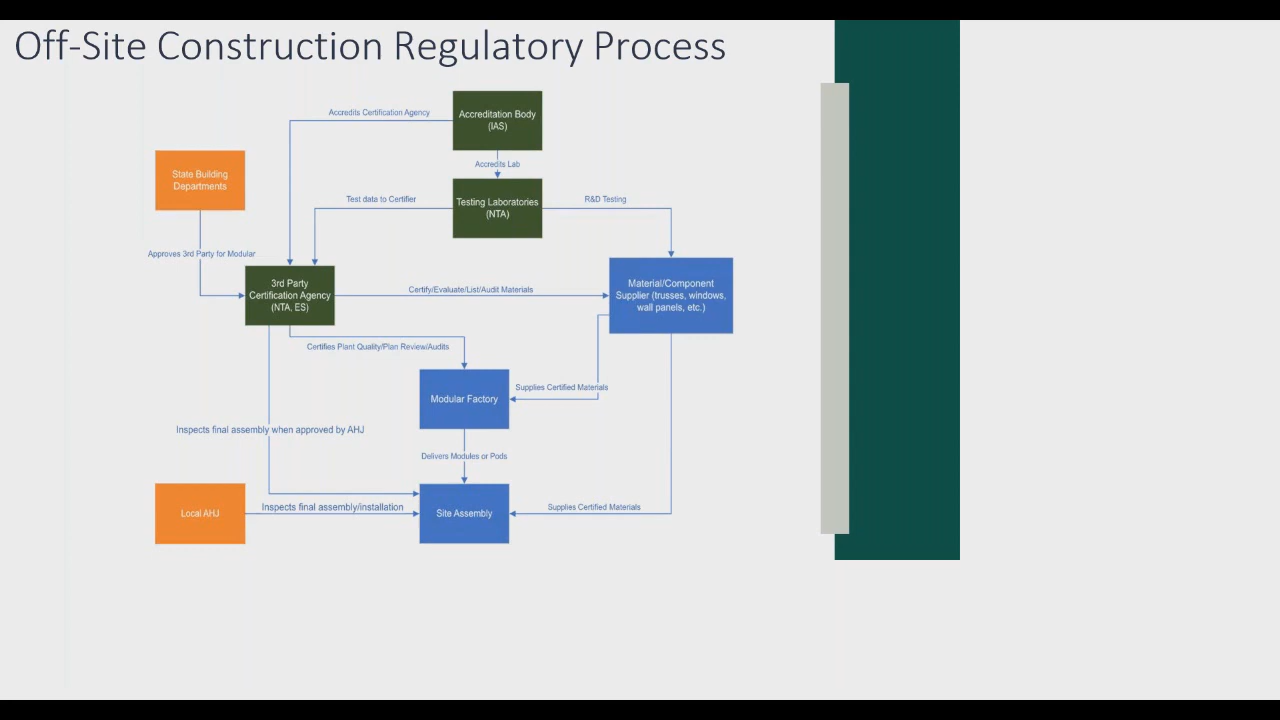 Off-Site Construction Regulatory Process
Accredits Certification Agency
Accreditation Body
(IAS)
Accredits Lab
State Building
Departments
Test data to Certifier
Testing Laboratories
(NTA)
R&D Testing
Approves 3rd Party for Modular
3rd Party
Certification Agency
(NTA, ES)
Certify/Evaluate/List/Audit Materials
Material/Component
Supplier (trusses, windows,
wall panels, etc.)
Certifies Plant Quality/Plan Review/Audits
Supplies Certified Materials
Modular Factory
Inspects final assembly when approved by AHJ
Delivers Modules or Pods
Local AHJ
Inspects final assembly/installation
Site Assembly
Supplies Certified Materials